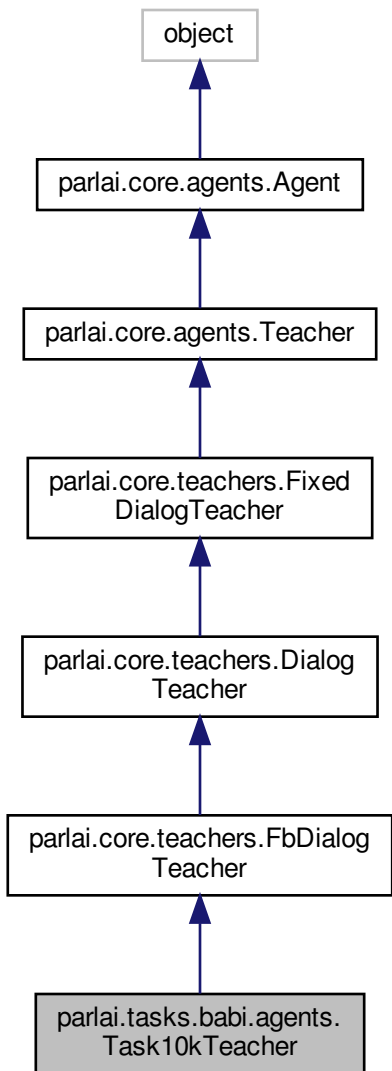 object
parlai.core.agents.Agent
parlai.core.agents.Teacher
parlai.core.teachers.Fixed
DialogTeacher
parlai.core.teachers.Dialog
Teacher
parlai.core.teachers.FbDialog
Teacher
parlai.tasks.babi.agents.
Task10kTeacher